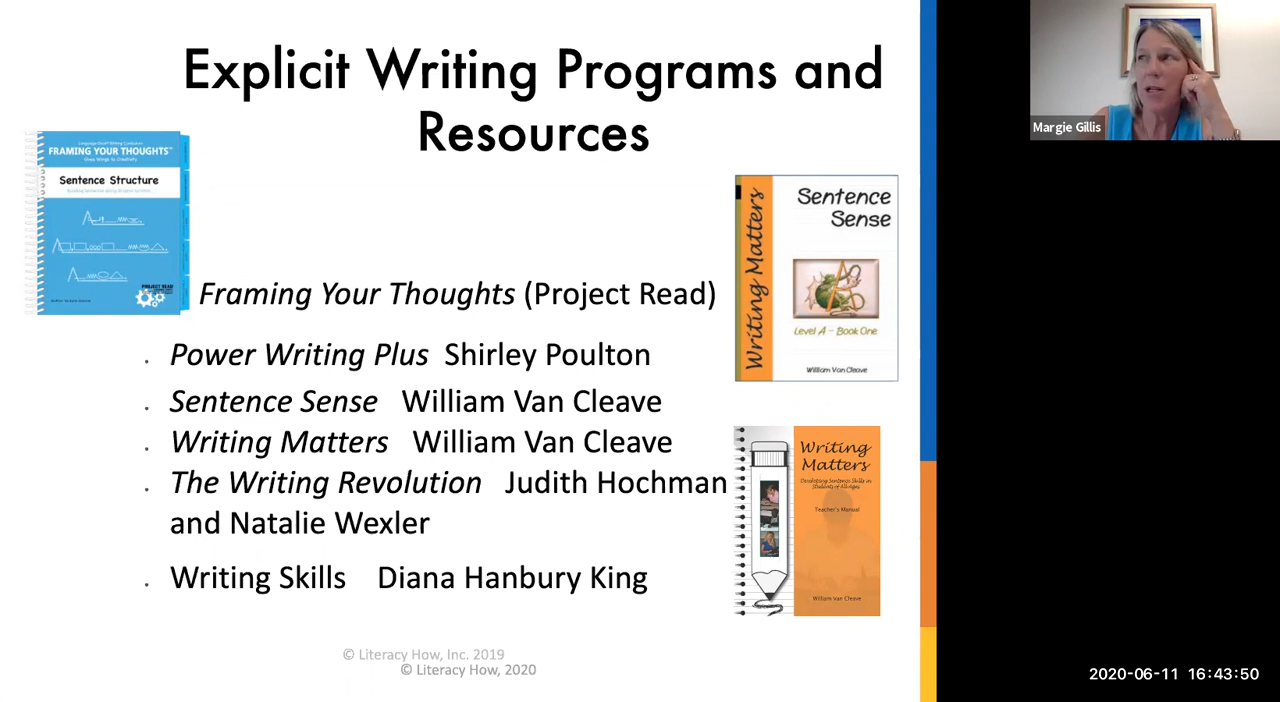 Explicit Writing Programs and
Resources
FRAMING YOUR THOUGHTS™
Sentence Structure
PROJECT READ
Writing Matters
Sentence
Sense
Level A - Book One
William Van Cleave
Framing Your Thoughts (Project Read)
. Power Writing Plus Shirley Poulton
. Sentence Sense William Van Cleave
. Writing Matters William Van Cleave
. The Writing Revolution Judith Hochman
and Natalie Wexler
. Writing Skills Diana Hanbury King
Writing
Matters
Developing Sentence Skills in
Students of All Ages
Teacher's Manual
William Van Cleave
© Literacy How, Inc. 2019
© Literacy How, 2020
Margie Gillis
2020-06-11 16:43:50